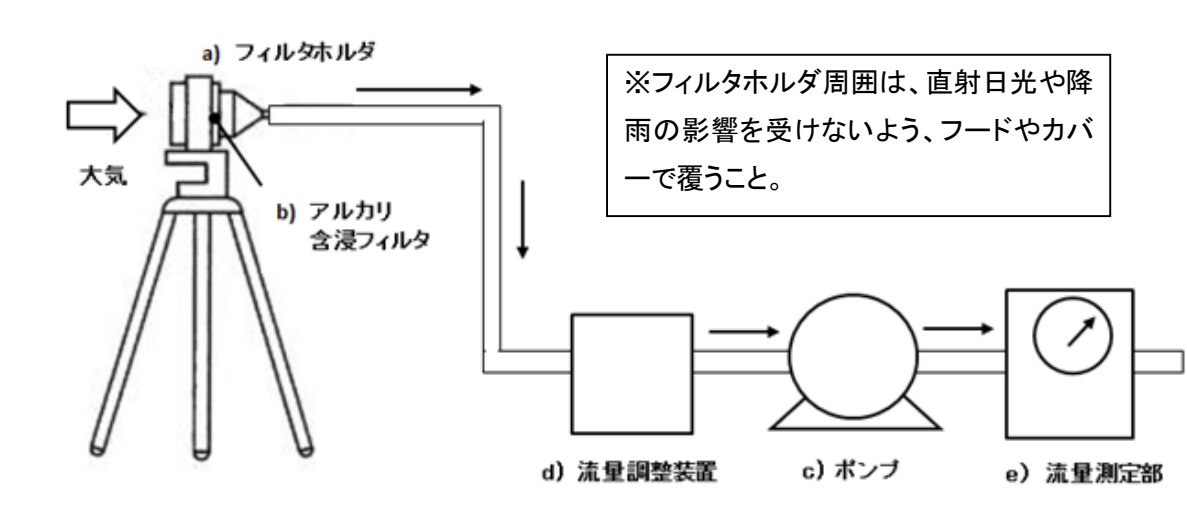 a) フィルタホルダ
※フィルタホルダ周囲は、直射日光や降
雨の影響を受けないよう、フードやカバ
ーで覆うこと。
大気
b) アルカリ
含浸フィルタ
d) 流量調整装置
c) ポンプ
e) 流量測定部